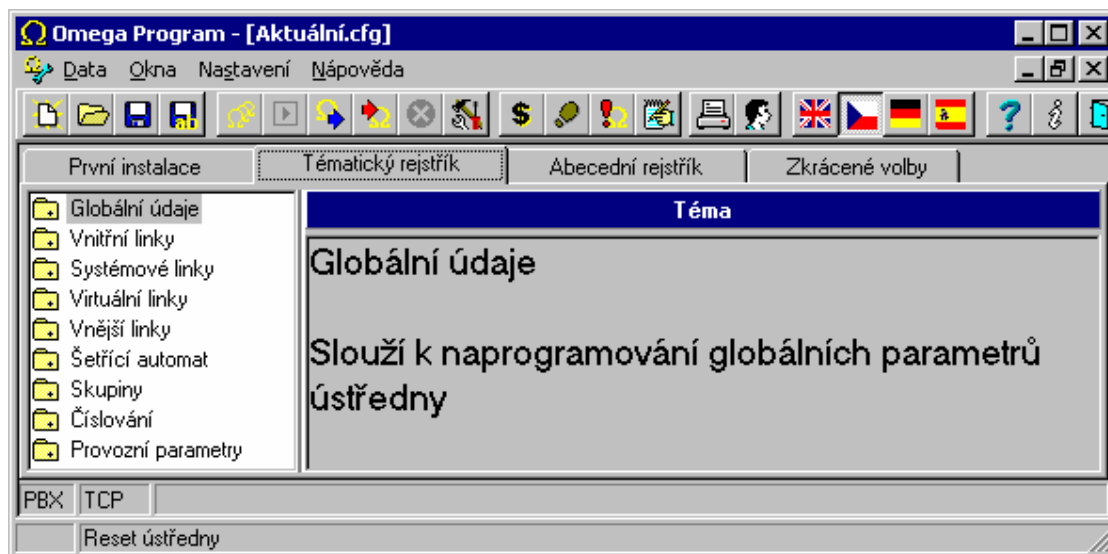 Omega Program - [Aktuální.cfg]
Data Okna Nastavení Nápověda
První instalace Tématický rejstřík Abecední rejstřík Zkrácené volby
Globální údaje
Vnitřní linky
Systémové linky
Virtuální linky
Vnější linky
Šetřící automat
Skupiny
Číslování
Provozní parametry
Téma
Globální údaje
Slouží k naprogramování globálních parametrů
ústředny
PBX TCP
Reset ústředny